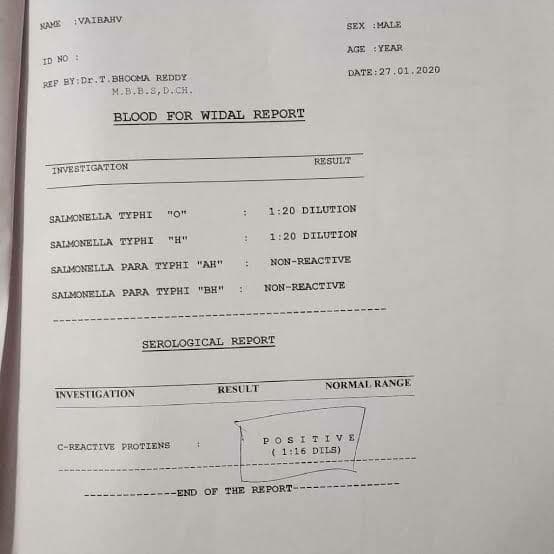 NAME :VAIBAHV
SEX :MALE
ID NO :
AGE :YEAR
REF BY:Dr.T.BHOOMA REDDY
M.B.B.S,D.CH.
DATE:27.01.2020
BLOOD FOR WIDAL REPORT
INVESTIGATION RESULT
SALMONELLA TYPHI "O" : 1:20 DILUTION
SALMONELLA TYPHI "H" : 1:20 DILUTION
SALMONELLA PARA TYPHI "AH" : NON-REACTIVE
SALMONELLA PARA TYPHI "BH" : NON-REACTIVE
SEROLOGICAL REPORT
INVESTIGATION RESULT NORMAL RANGE
C-REACTIVE PROTIENS : P O S I T I V E
( 1:16 DILS)
--------------END OF THE REPORT----------------